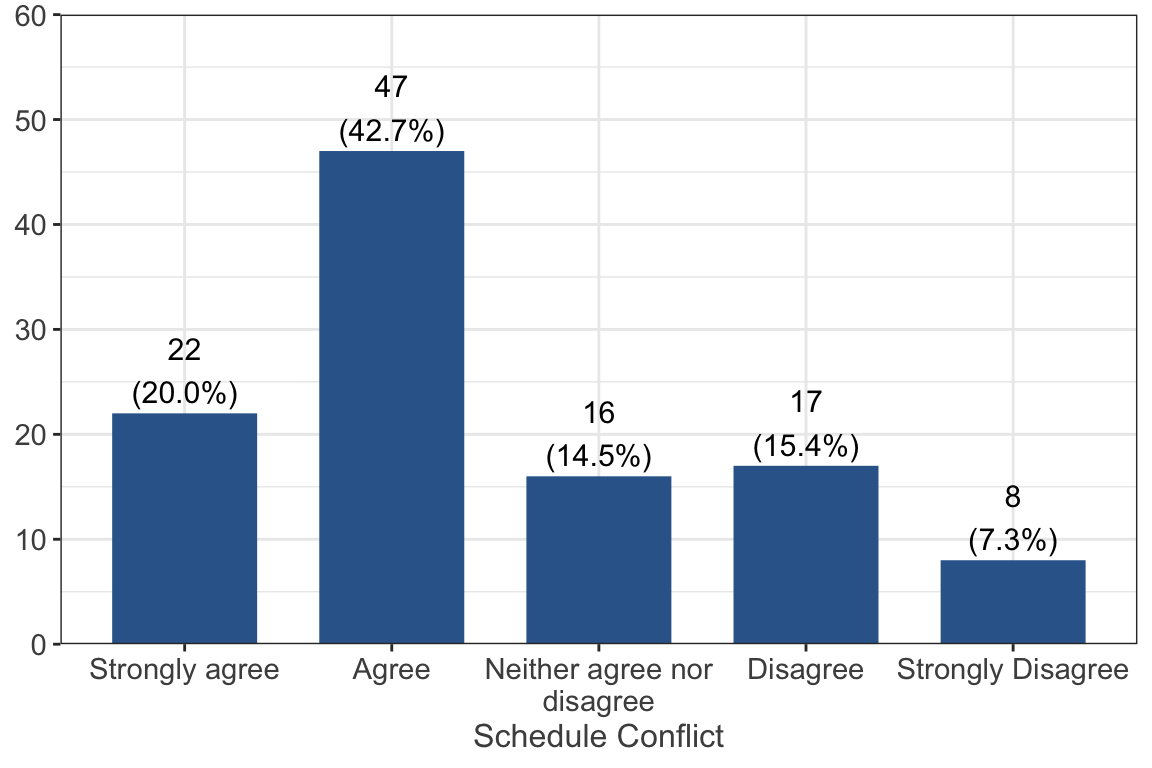 60
50
40
30
20
10
0
22
(20.0%)
47
(42.7%)
16
(14.5%)
17
(15.4%)
8
(7.3%)
Strongly agree
Agree
Neither agree nor
disagree
Disagree
Strongly Disagree
Schedule Conflict